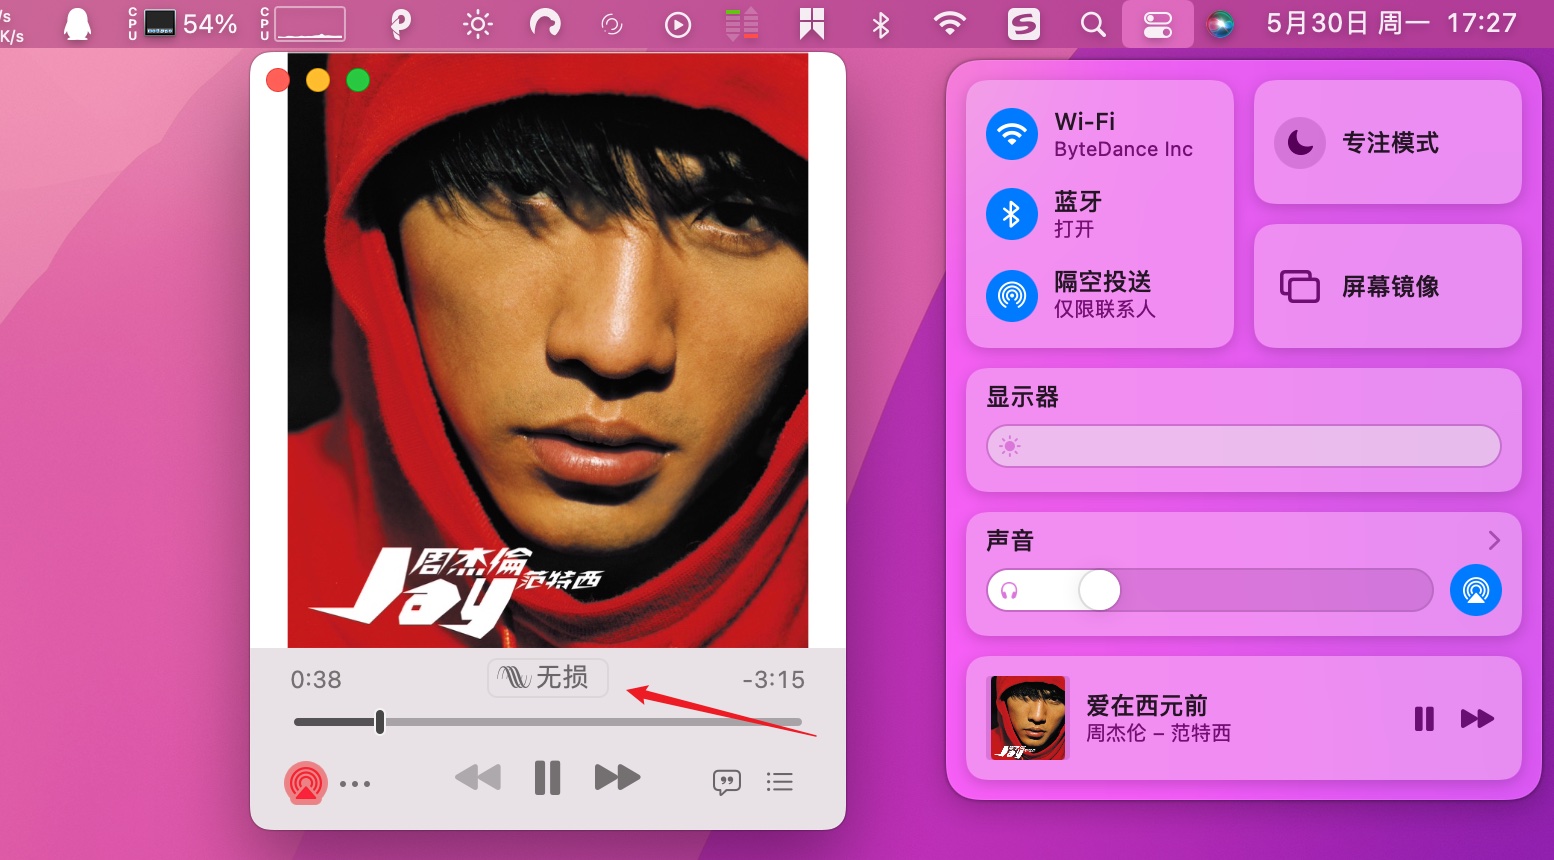 /s
K/s
CPU
54%
CPU
5月30日 周一 17:27
周杰倫
Jay
范特西
0:38
无损
-3:15
Wi-Fi
ByteDance Inc
蓝牙
打开
隔空投送
仅限联系人
专注模式
屏幕镜像
显示器
声音
爱在西元前
周杰伦 – 范特西